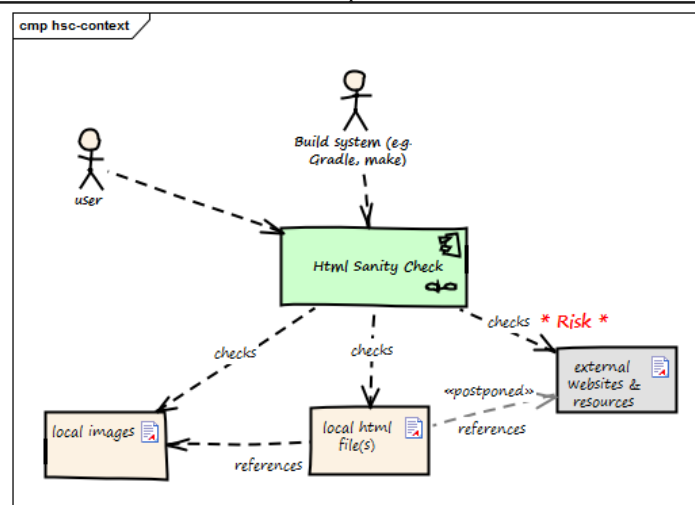 cmp hsc-context
Build system (e.g.
Gradle, make)
user
Html Sanity Check
checks
* Risk *
checks
checks
external
websites &
resources
«postponed»
local images
local html
file(s)
references
references